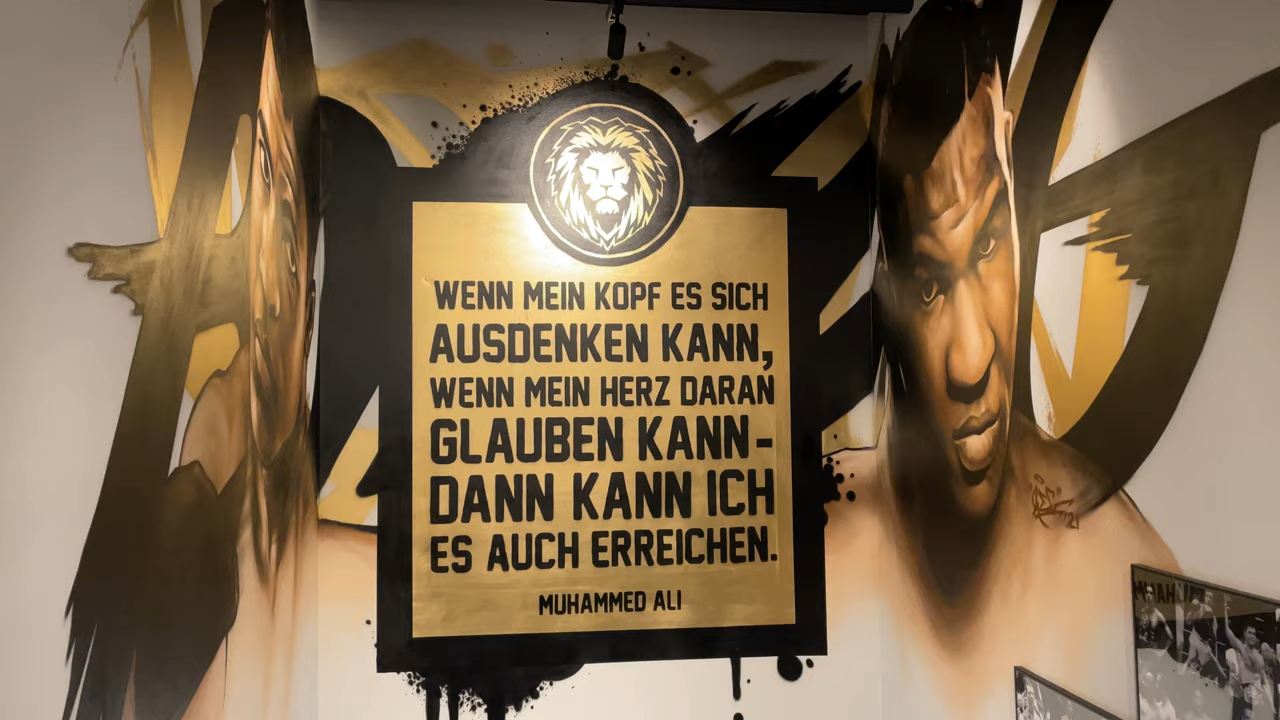 WENN MEIN KOPF ES SICH
AUSDENKEN KANN,
WENN MEIN HERZ DARAN
GLAUBEN KANN-
DANN KANN ICH
ES AUCH ERREICHEN.
MUHAMMED ALI